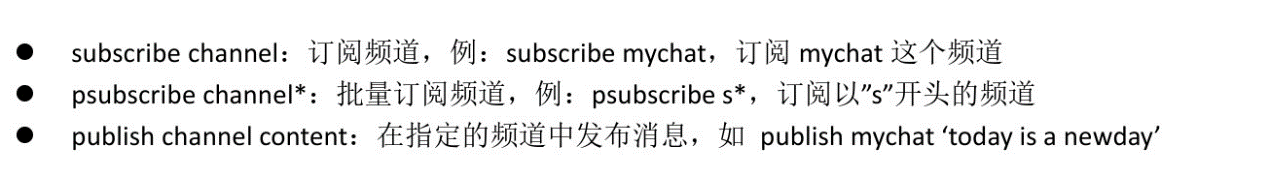 ● subscribe channel：订阅频道，例：subscribe mychat，订阅 mychat 这个频道
● psubscribe channel*：批量订阅频道，例：psubscribe s*，订阅以”s”开头的频道
● publish channel content：在指定的频道中发布消息，如 publish mychat ‘today is a newday’